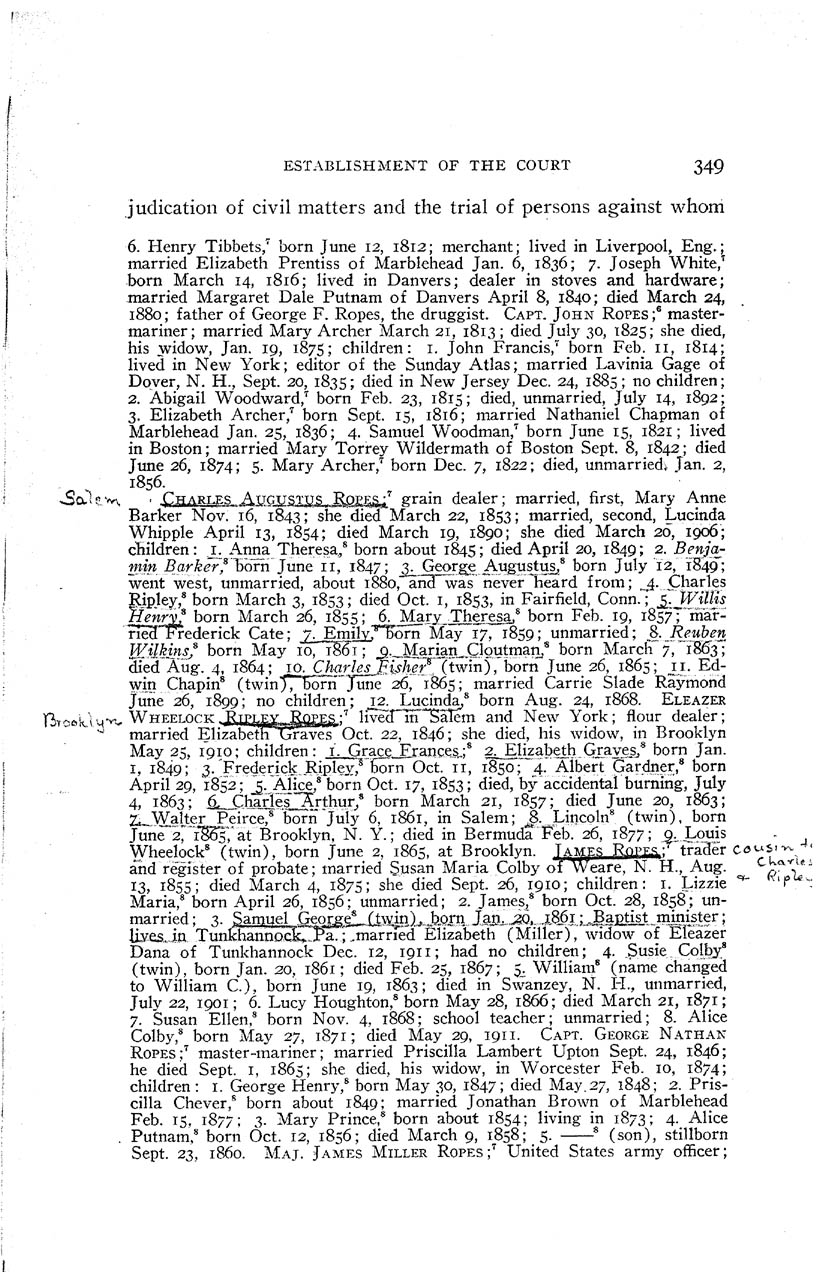 ESTABLISHMENT OF THE COURT 349
judication of civil matters and the trial of persons against whom
6. Henry Tibbets,⁷ born June 12, 1812; merchant; lived in Liverpool, Eng.;
married Elizabeth Prentiss of Marblehead Jan. 6, 1836; 7. Joseph White,⁷
born March 14, 1816; lived in Danvers; dealer in stoves and hardware;
married Margaret Dale Putnam of Danvers April 8, 1840; died March 24,
1880; father of George F. Ropes, the druggist. CAPT. JOHN ROPES;⁶ master-
mariner; married Mary Archer March 21, 1813; died July 30, 1825; she died,
his widow, Jan. 19, 1875; children: 1. John Francis,⁷ born Feb. 11, 1814;
lived in New York; editor of the Sunday Atlas; married Lavinia Gage of
Dover, N. H., Sept. 20, 1835; died in New Jersey Dec. 24, 1885; no children;
2. Abigail Woodward,⁷ born Feb. 23, 1815; died, unmarried, July 14, 1892;
3. Elizabeth Archer,⁷ born Sept. 15, 1816; married Nathaniel Chapman of
Marblehead Jan. 25, 1836; 4. Samuel Woodman,⁷ born June 15, 1821; lived
in Boston; married Mary Torrey Wildermath of Boston Sept. 8, 1842; died
June 26, 1874; 5. Mary Archer,⁷ born Dec. 7, 1822; died, unmarried, Jan. 2,
1856.
Salem CHARLES AUGUSTUS ROPES;⁷ grain dealer; married, first, Mary Anne
Barker Nov. 16, 1843; she died March 22, 1853; married, second, Lucinda
Whipple April 13, 1854; died March 19, 1890; she died March 20, 1906;
children: 1. Anna Theresa,⁸ born about 1845; died April 20, 1849; 2. Benja-
min Barker,⁸ born June 11, 1847; 3. George Augustus,⁸ born July 12, 1849;
went west, unmarried, about 1880, and was never heard from; 4. Charles
Ripley,⁸ born March 3, 1853; died Oct. 1, 1853, in Fairfield, Conn.; 5. Willis
Henry,⁸ born March 26, 1855; 6. Mary Theresa,⁸ born Feb. 19, 1857; mar-
ried Frederick Cate; 7. Emily,⁸ born May 17, 1859; unmarried; 8. Reuben
Wilkins,⁸ born May 10, 1861; 9. Marian Cloutman,⁸ born March 7, 1863;
died Aug. 4, 1864; 10. Charles Fisher⁸ (twin), born June 26, 1865; 11. Ed-
win Chapin⁸ (twin), born June 26, 1865; married Carrie Slade Raymond
June 26, 1899; no children; 12. Lucinda,⁸ born Aug. 24, 1868. ELEAZER
Brooklyn WHEELOCK RIPLEY ROPES;⁷ lived in Salem and New York; flour dealer;
married Elizabeth Graves Oct. 22, 1846; she died, his widow, in Brooklyn
May 25, 1910; children: 1. Grace Frances;⁸ 2. Elizabeth Graves,⁸ born Jan.
1, 1849; 3. Frederick Ripley,⁸ born Oct. 11, 1850; 4. Albert Gardner,⁸ born
April 29, 1852; 5. Alice,⁸ born Oct. 17, 1853; died, by accidental burning, July
4, 1863; 6. Charles Arthur,⁸ born March 21, 1857; died June 20, 1863;
7. Walter Peirce,⁸ born July 6, 1861, in Salem; 8. Lincoln⁸ (twin), born
June 2, 1865, at Brooklyn, N. Y.; died in Bermuda Feb. 26, 1877; 9. Louis
Wheelock⁸ (twin), born June 2, 1865, at Brooklyn. JAMES ROPES;⁷ trader cousin to
and register of probate; married Susan Maria Colby of Weare, N. H., Aug. Charles
13, 1855; died March 4, 1875; she died Sept. 26, 1910; children: 1. Lizzie & Ripley
Maria,⁸ born April 26, 1856; unmarried; 2. James,⁸ born Oct. 28, 1858; un-
married; 3. Samuel George⁸ (twin), born Jan. 20, 1861; Baptist minister;
lives in Tunkhannock, Pa.; married Elizabeth (Miller), widow of Eleazer
Dana of Tunkhannock Dec. 12, 1911; had no children; 4. Susie Colby⁸
(twin), born Jan. 20, 1861; died Feb. 25, 1867; 5. William⁸ (name changed
to William C.), born June 19, 1863; died in Swanzey, N. H., unmarried,
July 22, 1901; 6. Lucy Houghton,⁸ born May 28, 1866; died March 21, 1871;
7. Susan Ellen,⁸ born Nov. 4, 1868; school teacher; unmarried; 8. Alice
Colby,⁸ born May 27, 1871; died May 29, 1911. CAPT. GEORGE NATHAN
ROPES;⁷ master-mariner; married Priscilla Lambert Upton Sept. 24, 1846;
he died Sept. 1, 1865; she died, his widow, in Worcester Feb. 10, 1874;
children: 1. George Henry,⁸ born May 30, 1847; died May 27, 1848; 2. Pris-
cilla Chever,⁸ born about 1849; married Jonathan Brown of Marblehead
Feb. 15, 1877; 3. Mary Prince,⁸ born about 1854; living in 1873; 4. Alice
Putnam,⁸ born Oct. 12, 1856; died March 9, 1858; 5. ——⁸ (son), stillborn
Sept. 23, 1860. MAJ. JAMES MILLER ROPES;⁷ United States army officer;